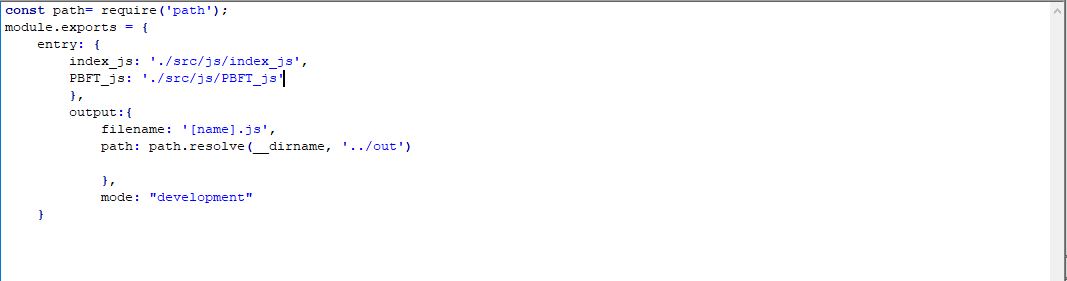 const path= require('path');
module.exports = {
    entry: {
        index_js: './src/js/index_js',
        PBFT_js: './src/js/PBFT_js'
        },
        output:{
            filename: '[name].js',
            path: path.resolve(__dirname, '../out')

            },
            mode: "development"
    }